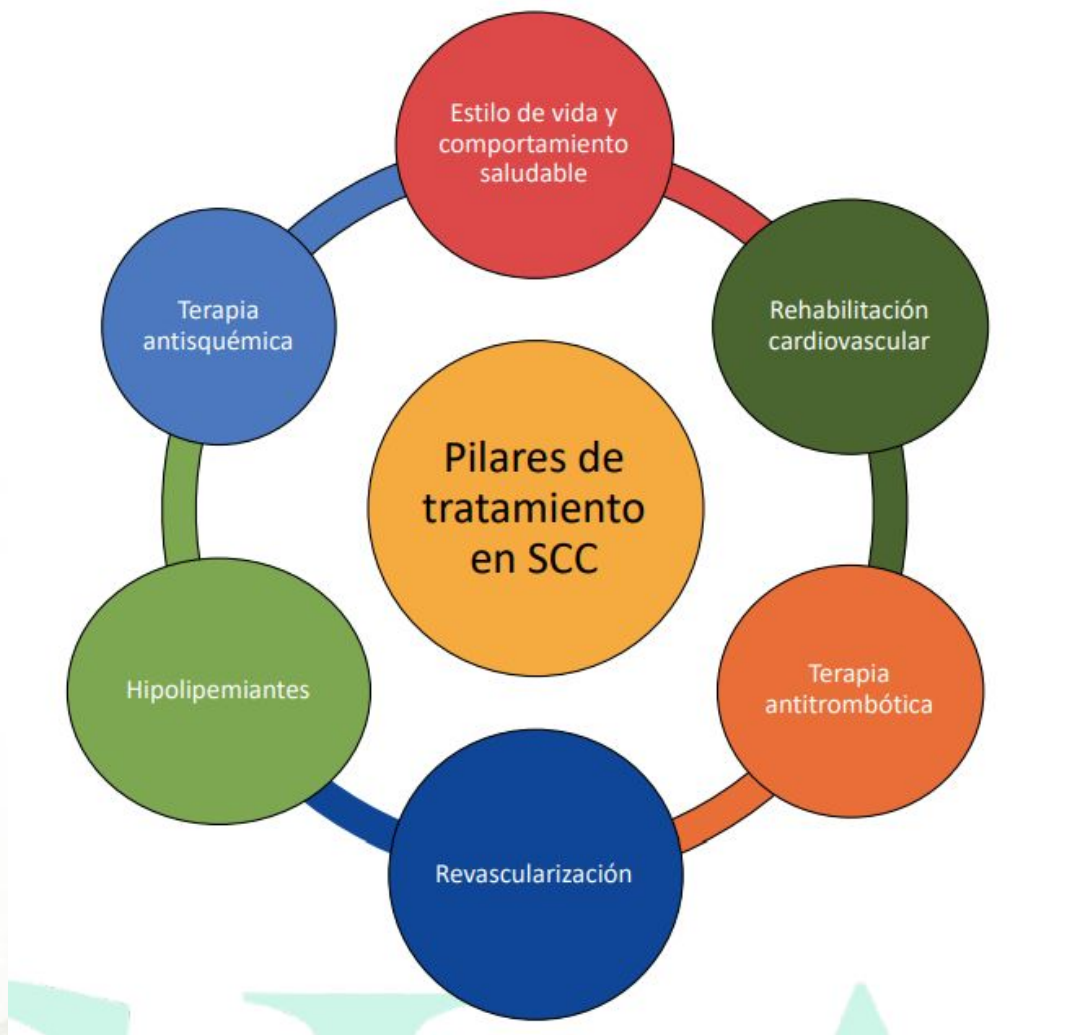 Estilo de vida y
comportamiento
saludable
Rehabilitación
cardiovascular
Terapia
antitrombótica
Revascularización
Hipolipemiantes
Terapia
antisquémica
Pilares de
tratamiento
en SCC